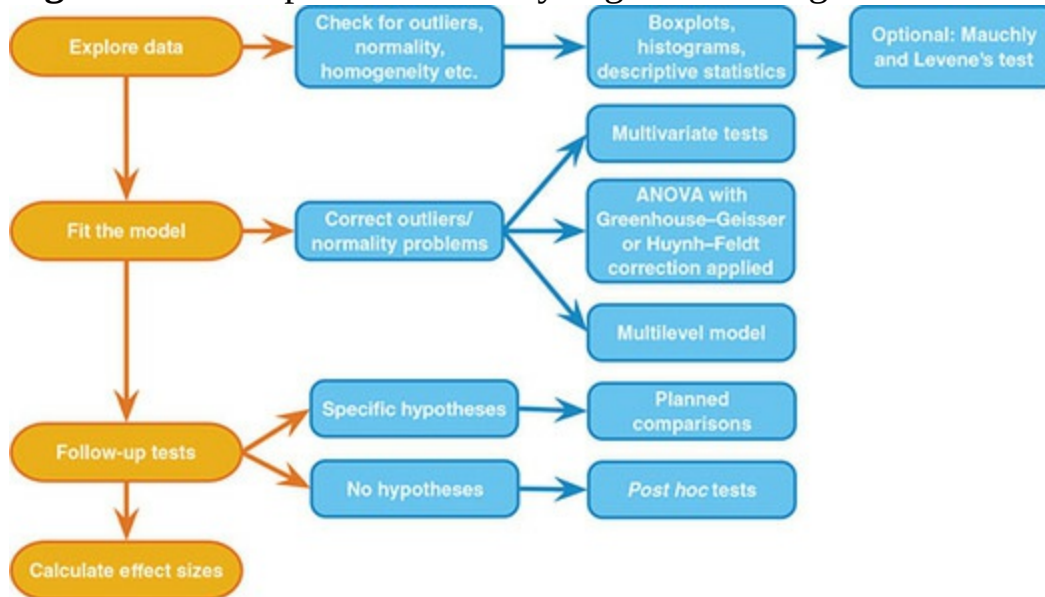 Explore data
Check for outliers,
normality,
homogeneity etc.
Boxplots,
histograms,
descriptive statistics
Optional: Mauchly
and Levene's test
Fit the model
Correct outliers/
normality problems
Multivariate tests
ANOVA with
Greenhouse–Geisser
or Huynh–Feldt
correction applied
Multilevel model
Follow-up tests
Specific hypotheses
Planned
comparisons
No hypotheses
Post hoc tests
Calculate effect sizes